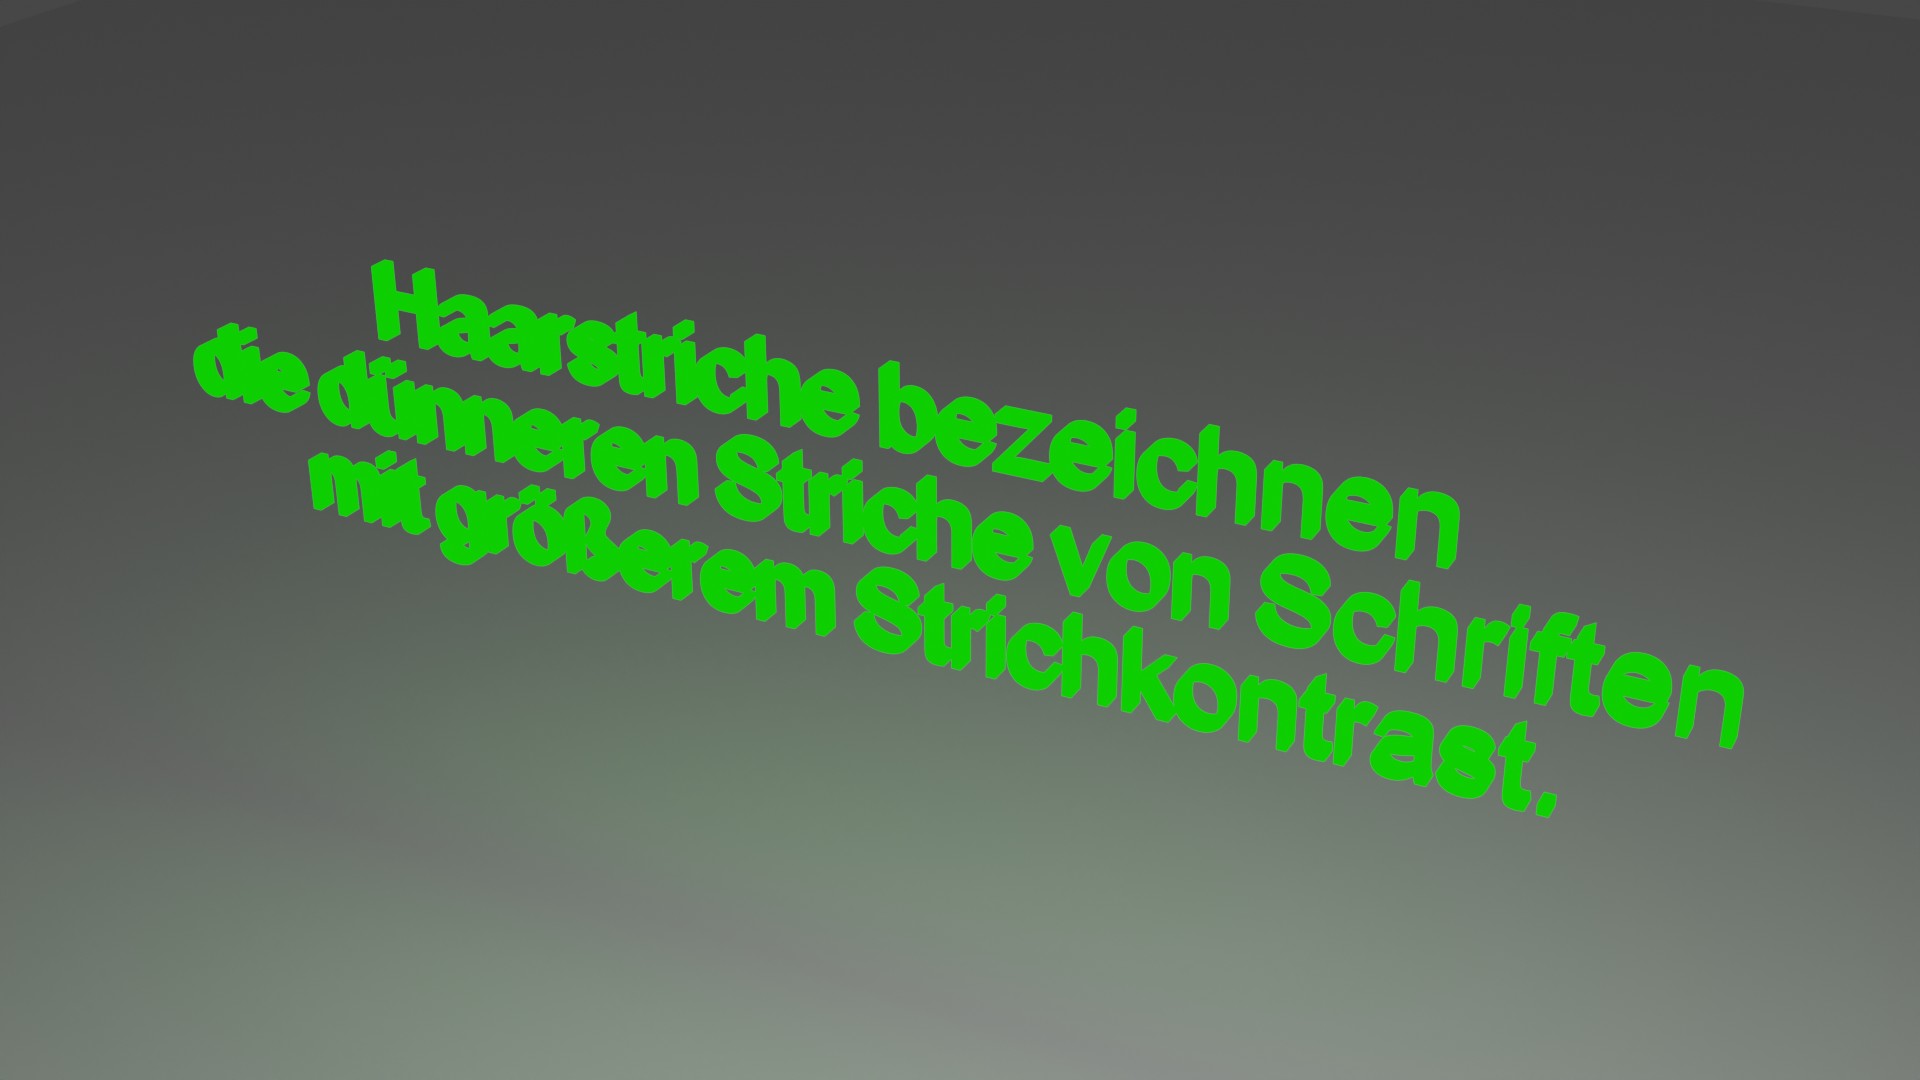 Haarstriche bezeichnen
die dünneren Striche von Schriften
mit größerem Strichkontrast.